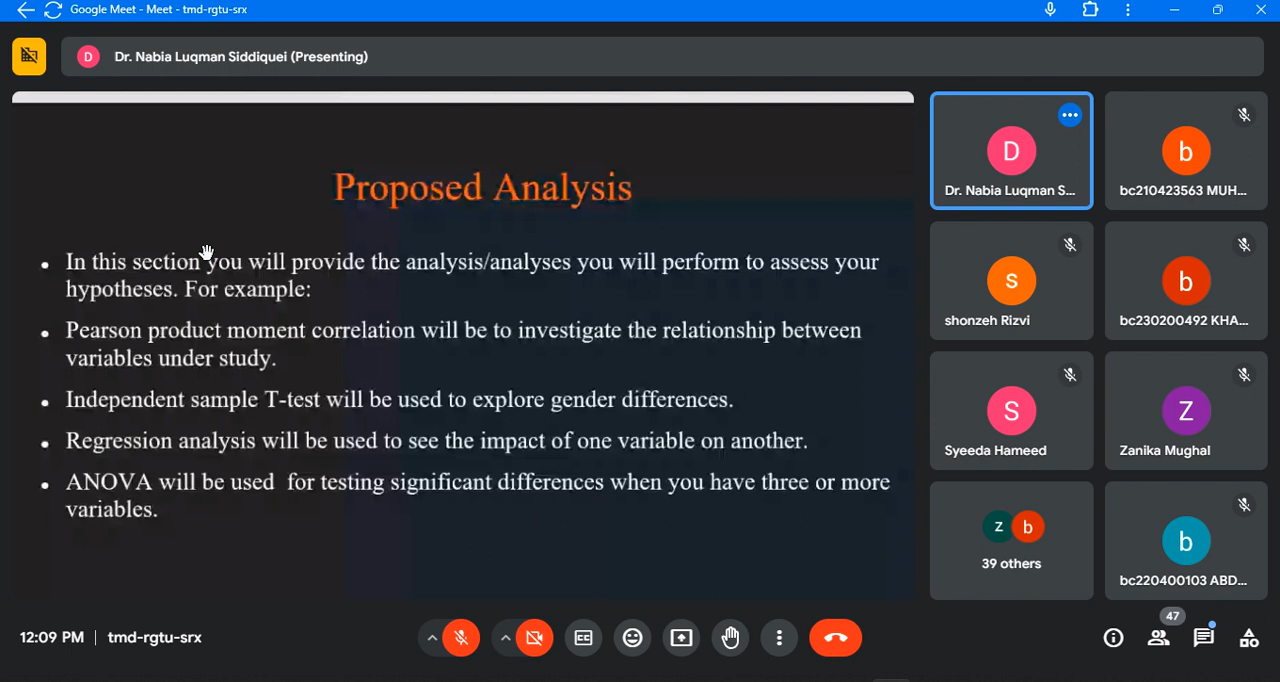 Google Meet - Meet - tmd-rgtu-srx
D Dr. Nabia Luqman Siddiquei (Presenting)
Proposed Analysis
• In this section you will provide the analysis/analyses you will perform to assess your
hypotheses. For example:
• Pearson product moment correlation will be to investigate the relationship between
variables under study.
• Independent sample T-test will be used to explore gender differences.
• Regression analysis will be used to see the impact of one variable on another.
• ANOVA will be used for testing significant differences when you have three or more
variables.
D
Dr. Nabia Luqman S...
b
bc210423563 MUH...
s
shonzeh Rizvi
b
bc230200492 KHA...
S
Syeeda Hameed
Z
Zanika Mughal
z b
39 others
b
bc220400103 ABD...
12:09 PM | tmd-rgtu-srx
47